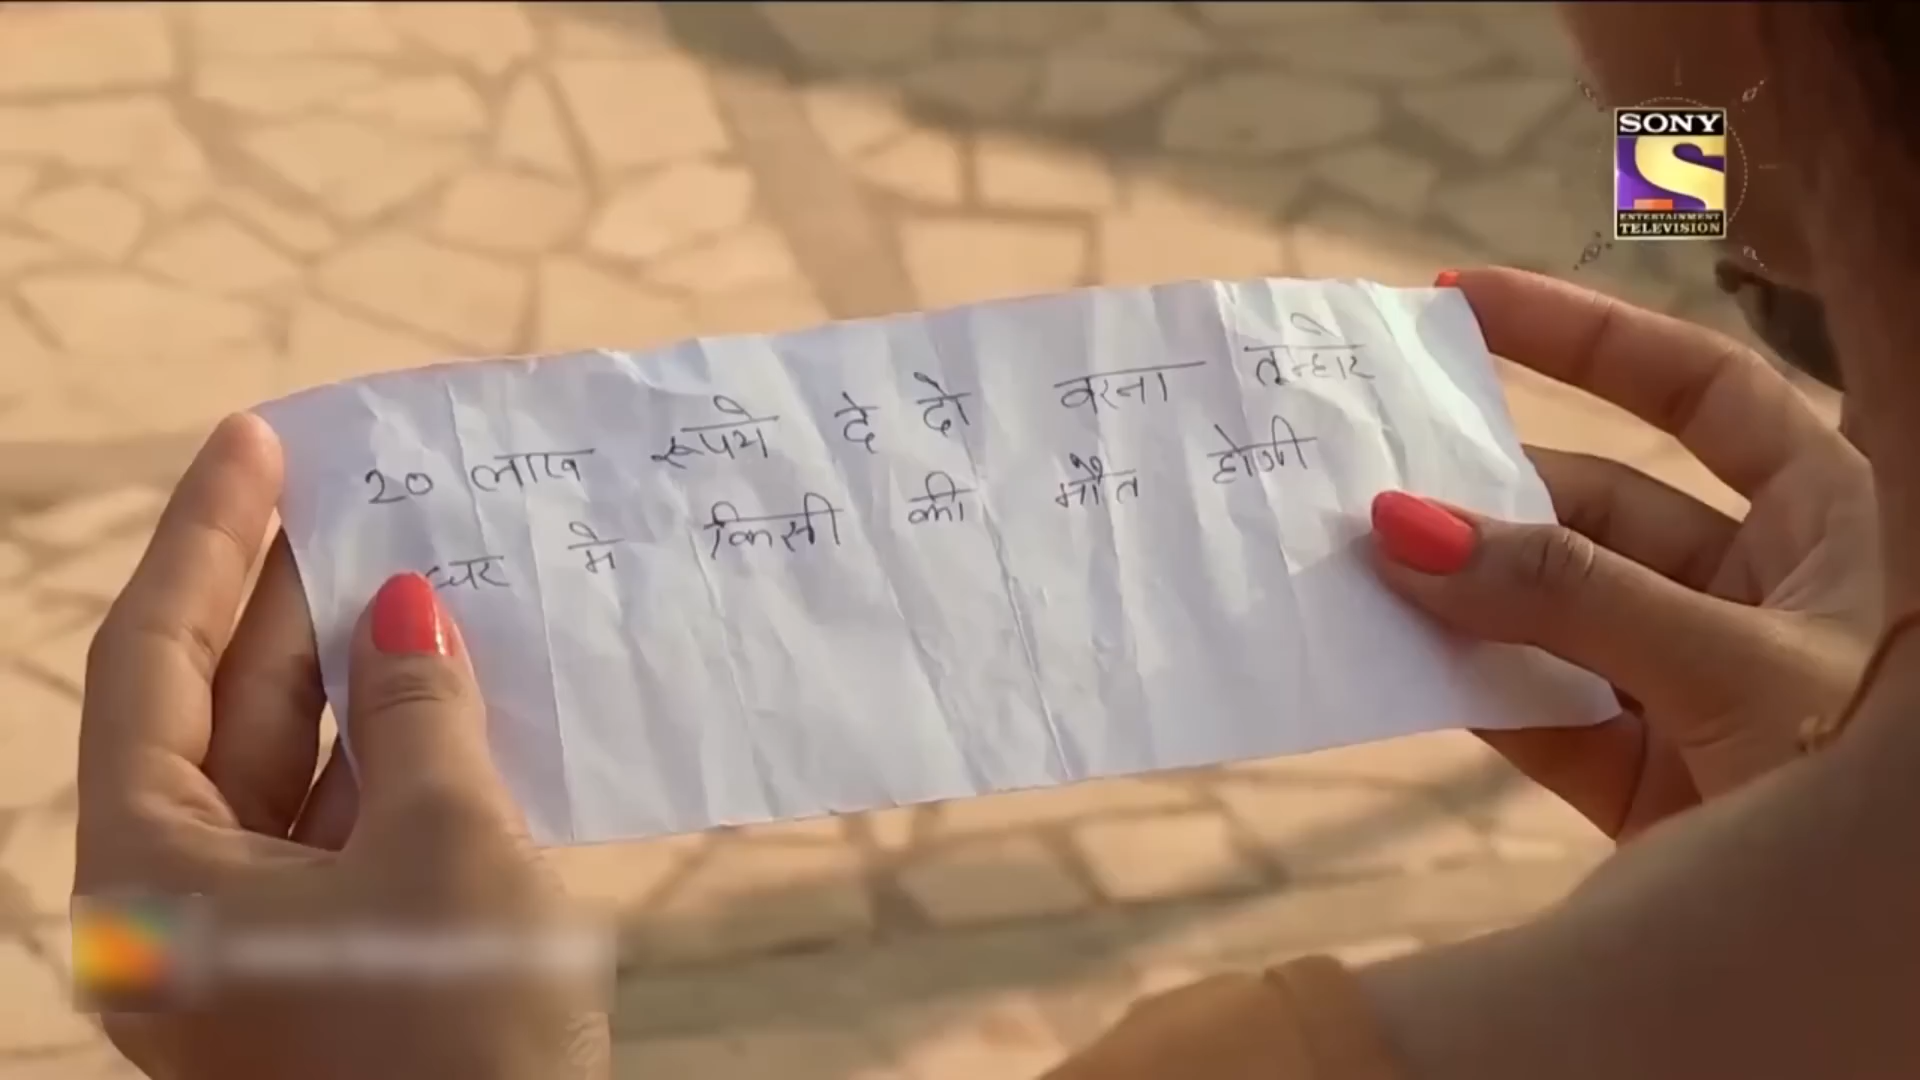 SONY
ENTERTAINMENT
TELEVISION
20 लाख रूपये दे दो वरना तून्हारे
घर मे किसी की मौत होगी